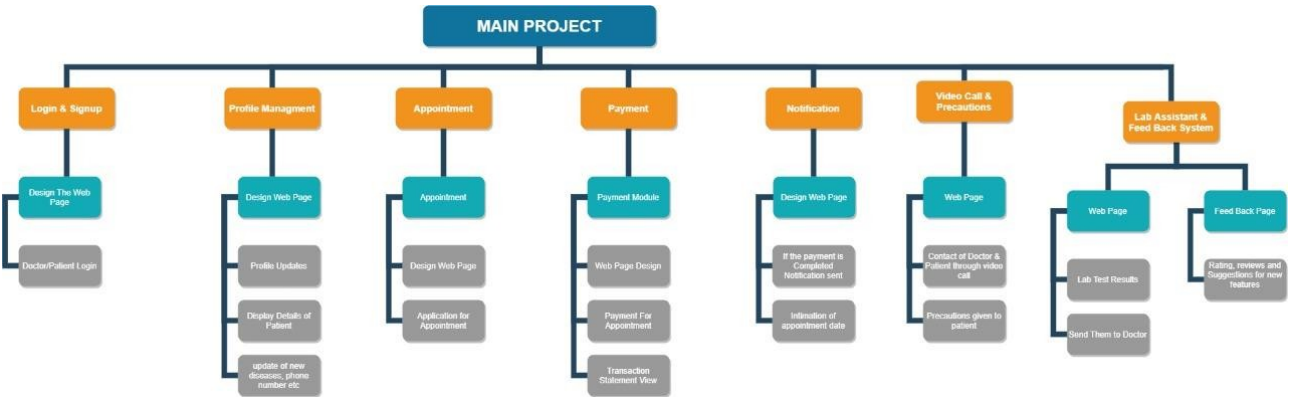 MAIN PROJECT
Login & Signup
Profile Managment
Appointment
Payment
Notification
Video Call &
Precautions
Lab Assistant &
Feed Back System
Design The Web
Page
Design Web Page
Appointment
Payment Module
Design Web Page
Web Page
Web Page
Feed Back Page
Doctor/Patient Login
Profile Updates
Design Web Page
Web Page Design
If the payment is
Completed
Notification sent
Contact of Doctor &
Patient through video
call
Lab Test Results
Rating, reviews and
Suggestions for new
features
Display Details of
Patient
Application for
Appointment
Payment For
Appointment
Intimation of
appointment date
Precautions given to
patient
Send Them to Doctor
update of new
diseases, phone
number etc
Transaction
Statement View